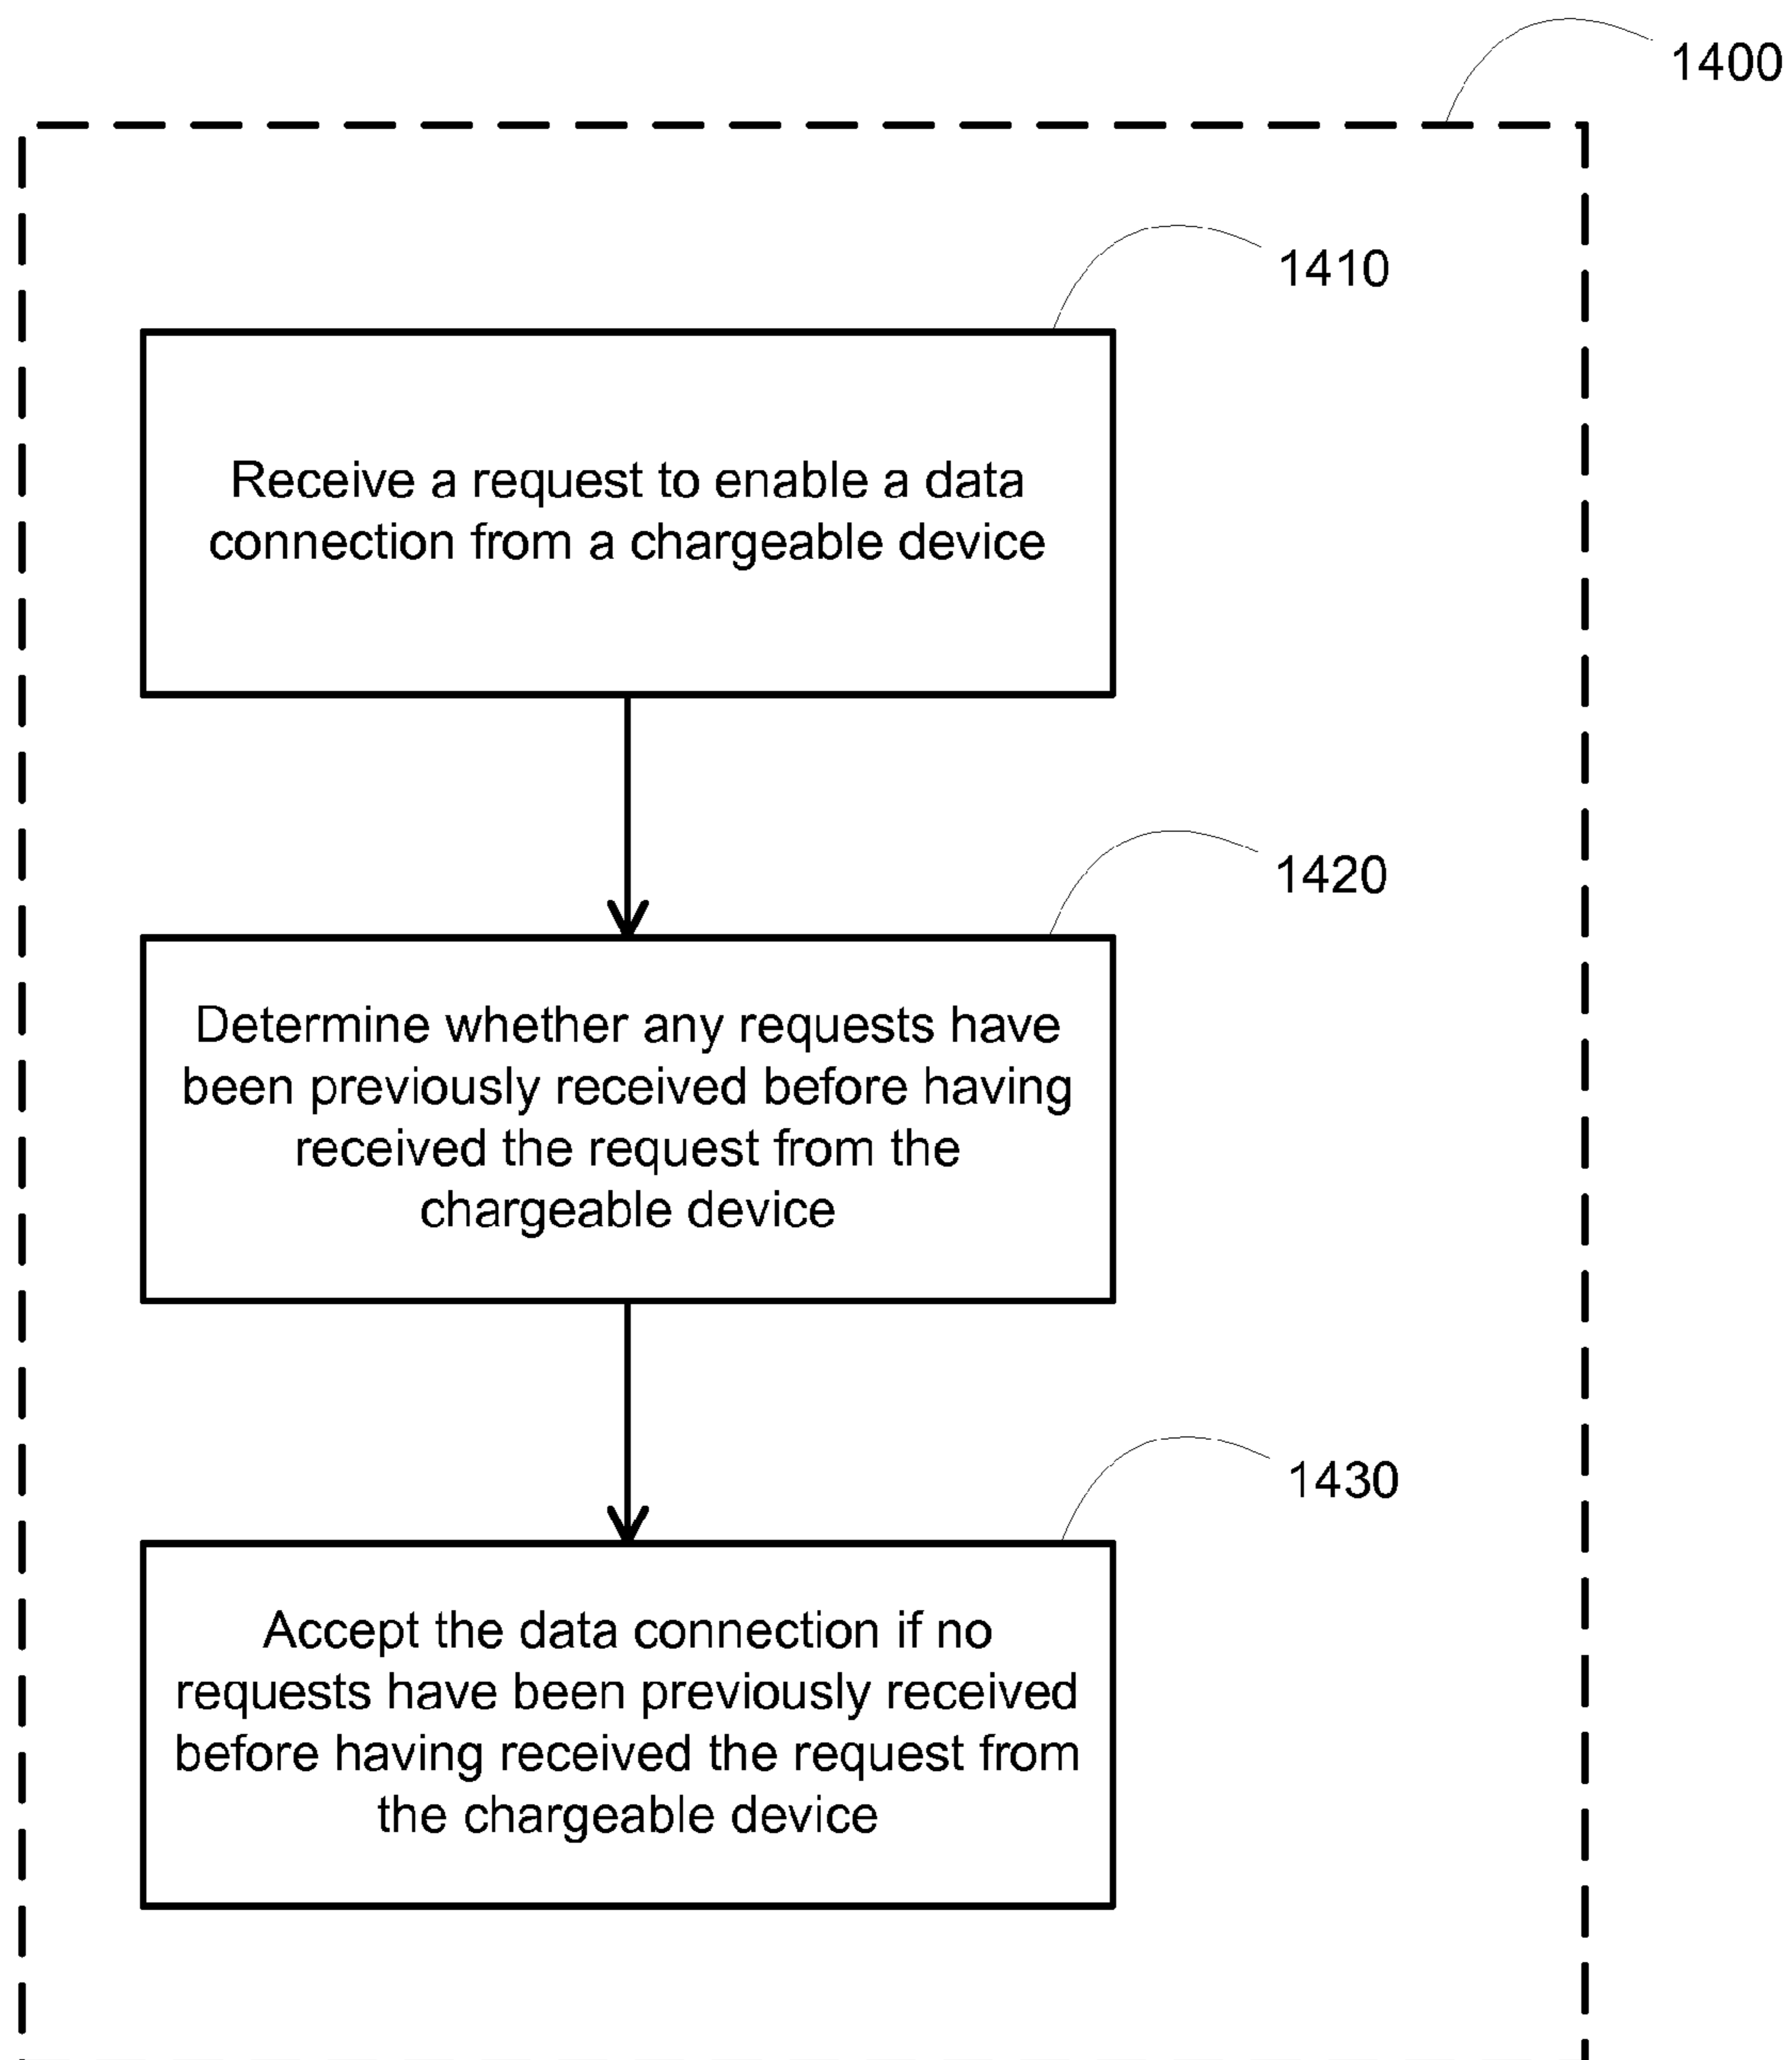 1400
1410
Receive a request to enable a data
connection from a chargeable device
1420
Determine whether any requests have
been previously received before having
received the request from the
chargeable device
1430
Accept the data connection if no
requests have been previously received
before having received the request from
the chargeable device